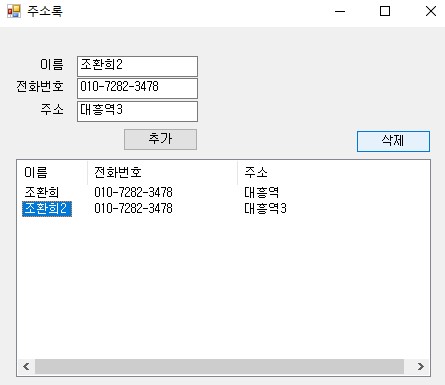 주소록
이름 조환희2
전화번호 010-7282-3478
주소 대흥역3
추가 삭제
이름 전화번호 주소
조환희 010-7282-3478 대흥역
조환희2 010-7282-3478 대흥역3